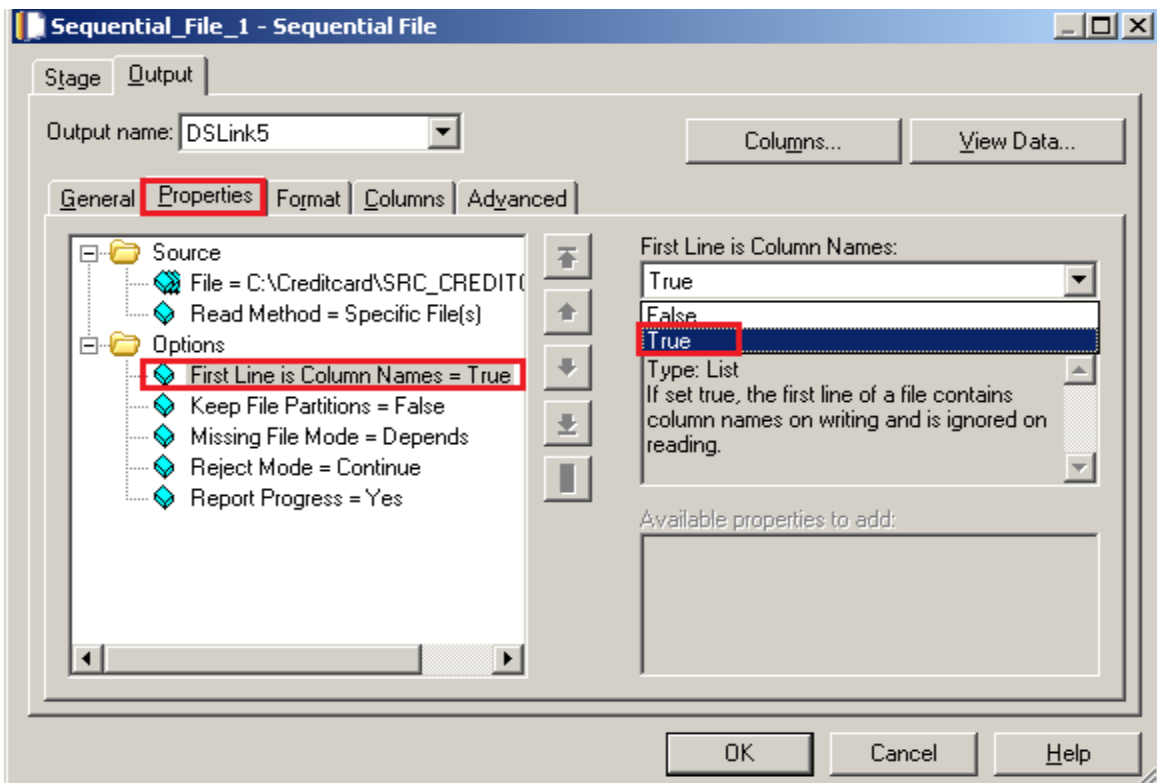 Sequential_File_1 - Sequential File
Stage Output
Output name: DSLink5
Columns... View Data...
General Properties Format Columns Advanced
Source
File = C:\Creditcard\SRC_CREDIT
Read Method = Specific File(s)
Options
First Line is Column Names = True
Keep File Partitions = False
Missing File Mode = Depends
Reject Mode = Continue
Report Progress = Yes
First Line is Column Names:
True
False
True
Type: List
If set true, the first line of a file contains
column names on writing and is ignored on
reading.
Available properties to add:
OK Cancel Help